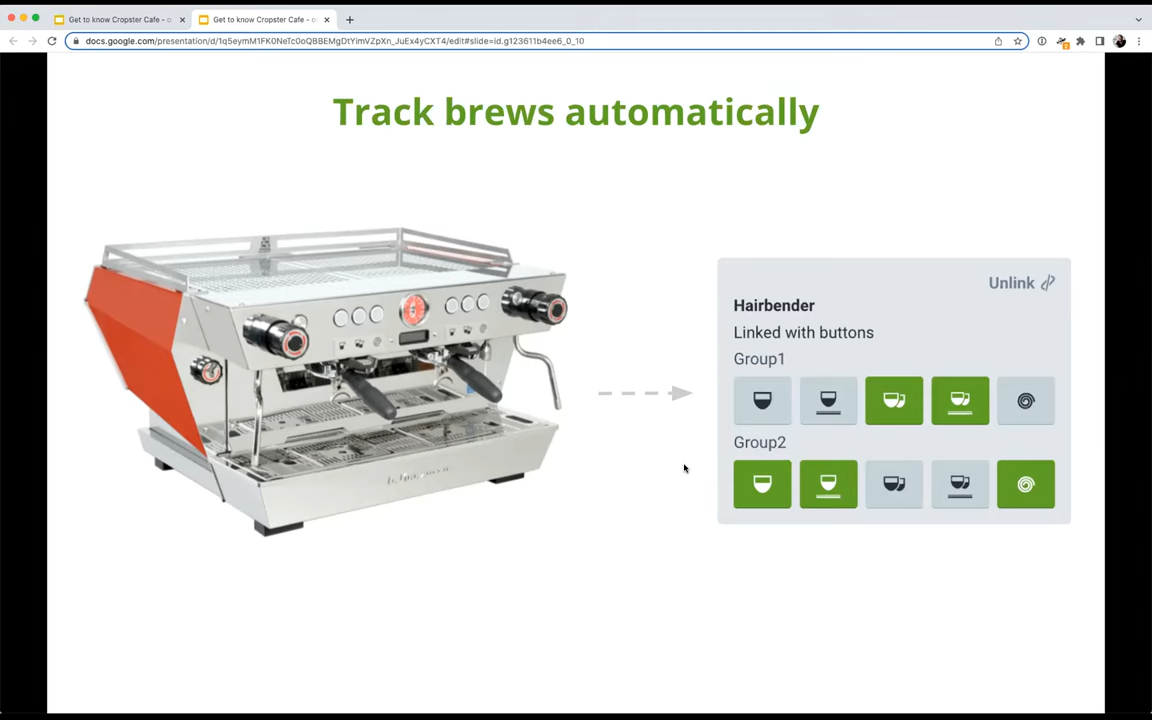 Get to know Cropster Cafe - o
Get to know Cropster Cafe - o
docs.google.com/presentation/d/1q5eymM1FK0NeTc0oQBBEMgDtYimVZpXn_JuEx4yCXT4/edit#slide=id.g123611b4ee6_0_10
Track brews automatically
Unlink
Hairbender
Linked with buttons
Group1
Group2